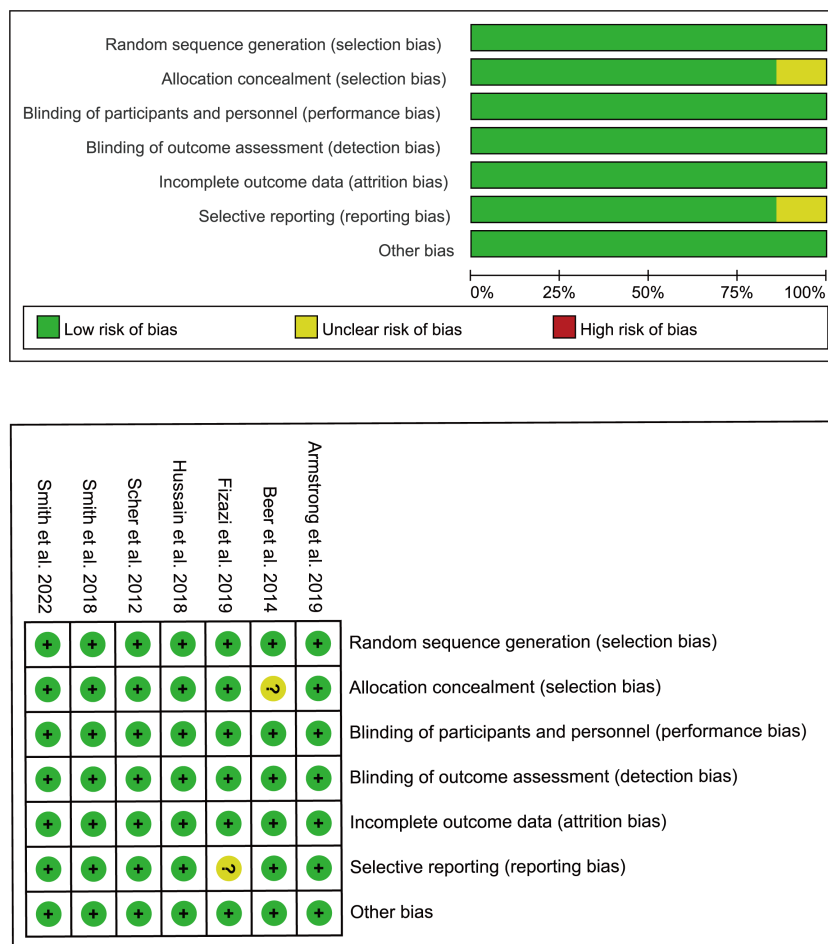 Random sequence generation (selection bias)
Allocation concealment (selection bias)
Blinding of participants and personnel (performance bias)
Blinding of outcome assessment (detection bias)
Incomplete outcome data (attrition bias)
Selective reporting (reporting bias)
Other bias
0% 25% 50% 75% 100%
Low risk of bias Unclear risk of bias High risk of bias
Smith et al. 2022
Smith et al. 2018
Scher et al. 2012
Hussain et al. 2018
Fizazi et al. 2019
Beer et al. 2014
Armstrong et al. 2019
+ + + + + + + Random sequence generation (selection bias)
+ + + + + ? + Allocation concealment (selection bias)
+ + + + + + + Blinding of participants and personnel (performance bias)
+ + + + + + + Blinding of outcome assessment (detection bias)
+ + + + + + + Incomplete outcome data (attrition bias)
+ + + + ? + + Selective reporting (reporting bias)
+ + + + + + + Other bias